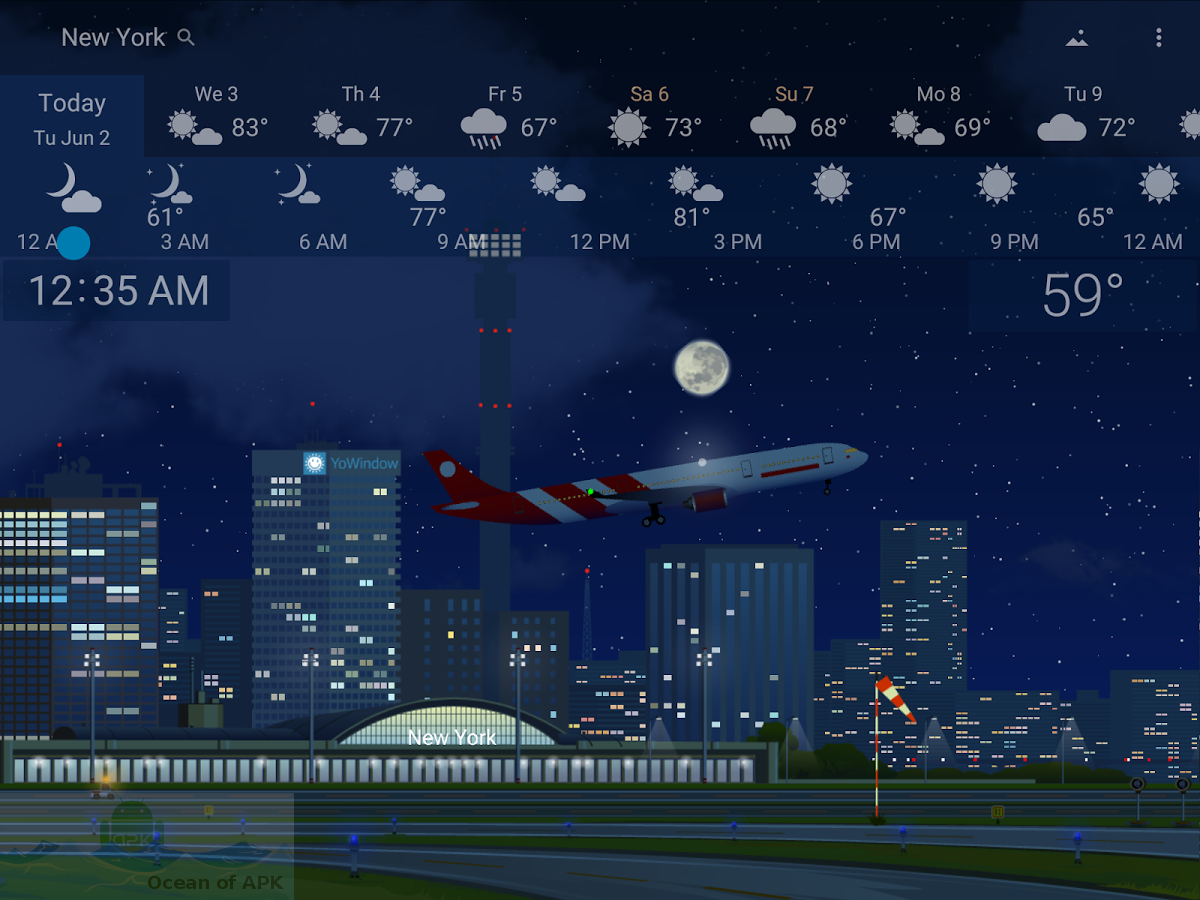 New York
Today
Tu Jun 2
We 3
83°
Th 4
77°
Fr 5
67°
Sa 6
73°
Su 7
68°
Mo 8
69°
Tu 9
72°
61°
77°
81°
67°
65°
12 A
3 AM
6 AM
9 AM
12 PM
3 PM
6 PM
9 PM
12 AM
12:35 AM
59°
YoWindow
New York
APK
Ocean of APK